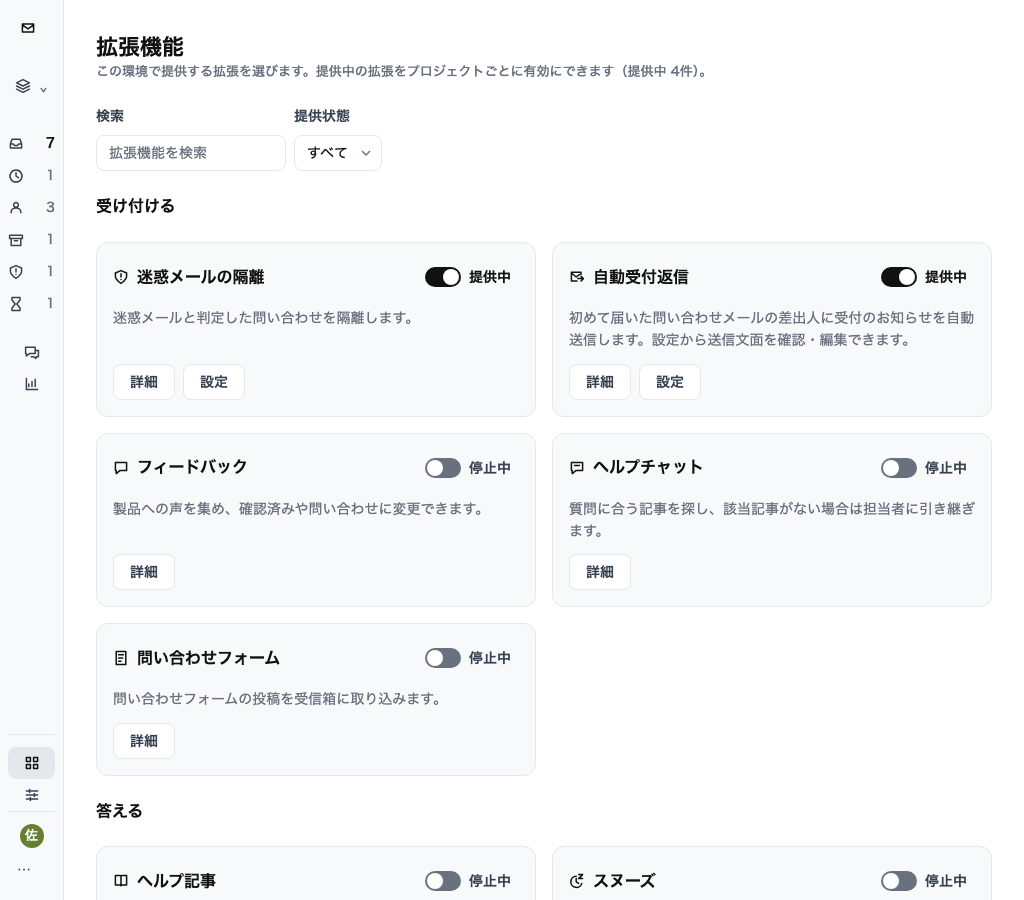 拡張機能
この環境で提供する拡張を選びます。提供中の拡張をプロジェクトごとに有効にできます（提供中 4件）。
検索
提供状態
拡張機能を検索
すべて
7
1
3
1
1
1
受け付ける
迷惑メールの隔離
提供中
迷惑メールと判定した問い合わせを隔離します。
詳細
設定
自動受付返信
提供中
初めて届いた問い合わせメールの差出人に受付のお知らせを自動
送信します。設定から送信文面を確認・編集できます。
詳細
設定
フィードバック
停止中
製品への声を集め、確認済みや問い合わせに変更できます。
詳細
ヘルプチャット
停止中
質問に合う記事を探し、該当記事がない場合は担当者に引き継ぎ
ます。
詳細
問い合わせフォーム
停止中
問い合わせフォームの投稿を受信箱に取り込みます。
詳細
答える
佐
ヘルプ記事
停止中
スヌーズ
停止中